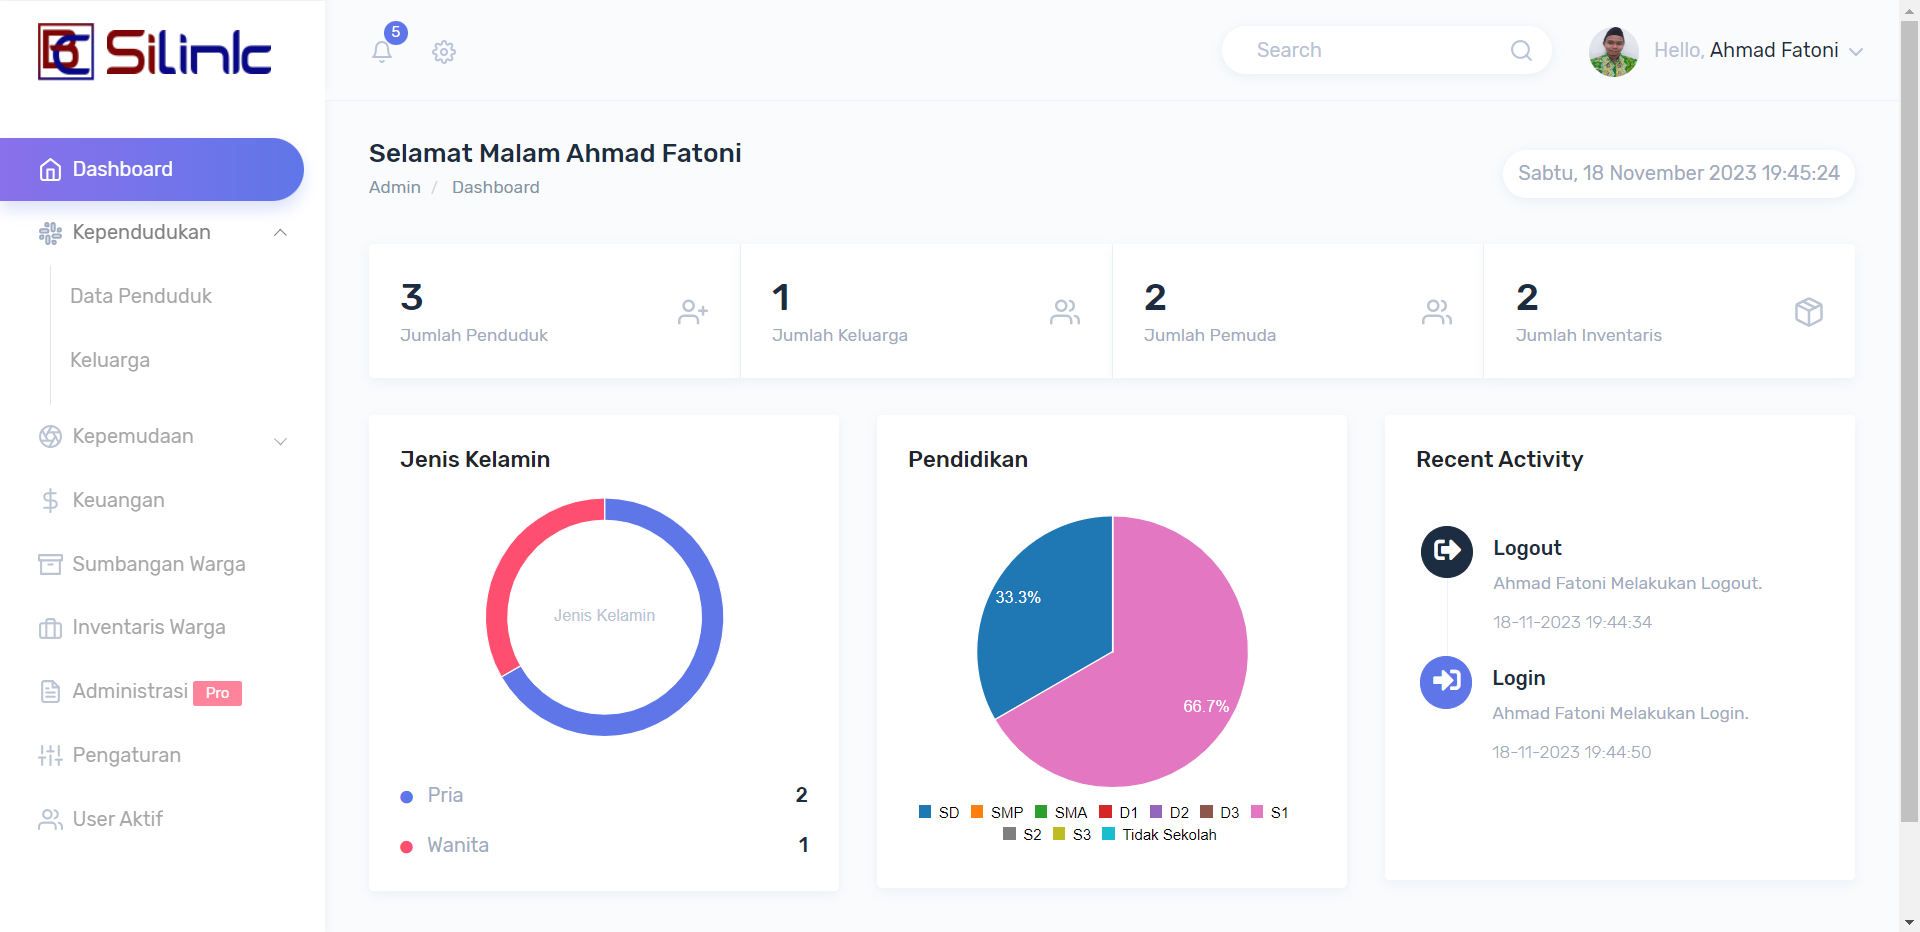 BC SiLinc
5
Search
Hello, Ahmad Fatoni
Dashboard
Kependudukan
Data Penduduk
Keluarga
Kepemudaan
Keuangan
Sumbangan Warga
Inventaris Warga
Administrasi Pro
Pengaturan
User Aktif
Selamat Malam Ahmad Fatoni
Admin / Dashboard
Sabtu, 18 November 2023 19:45:24
3
Jumlah Penduduk
1
Jumlah Keluarga
2
Jumlah Pemuda
2
Jumlah Inventaris
Jenis Kelamin
Jenis Kelamin
Pria 2
Wanita 1
Pendidikan
33.3%
66.7%
SD SMP SMA D1 D2 D3 S1
S2 S3 Tidak Sekolah
Recent Activity
Logout
Ahmad Fatoni Melakukan Logout.
18-11-2023 19:44:34
Login
Ahmad Fatoni Melakukan Login.
18-11-2023 19:44:50